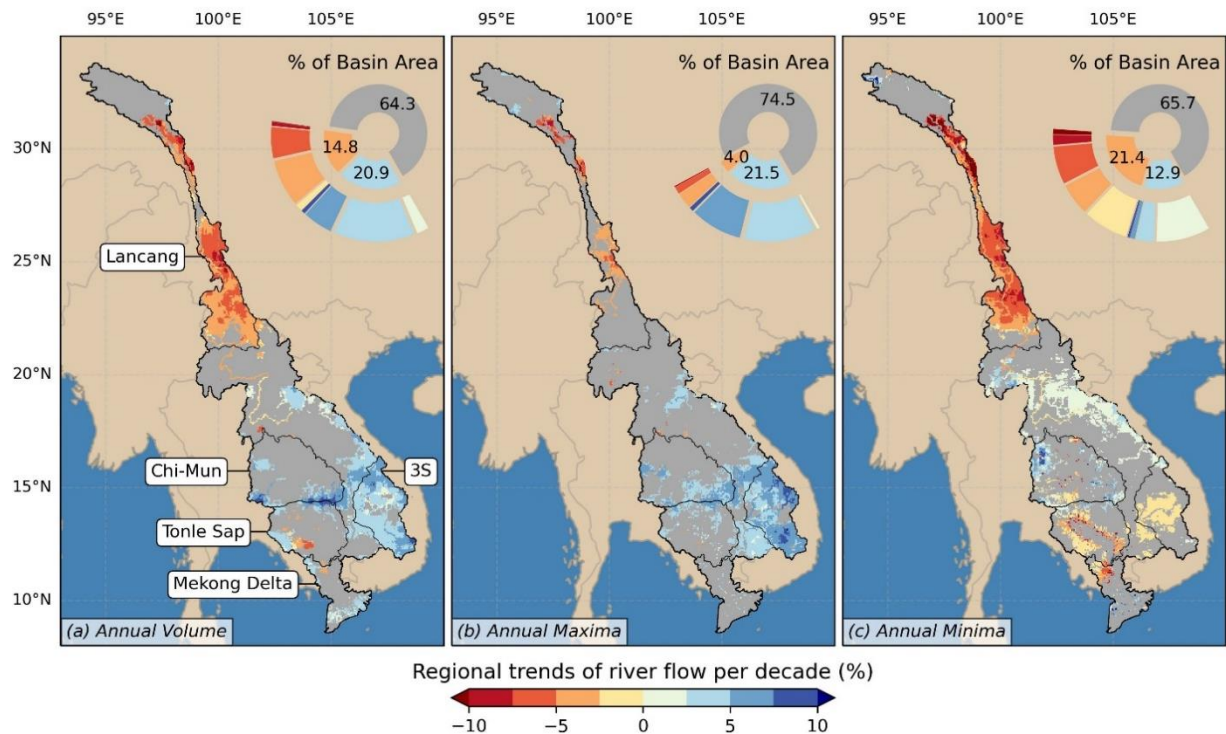 95°E 100°E 105°E 95°E 100°E 105°E 95°E 100°E 105°E
% of Basin Area
64.3
14.8
20.9
% of Basin Area
74.5
4.0
21.5
% of Basin Area
65.7
21.4
12.9
30°N
25°N
20°N
15°N
10°N
Lancang
Chi-Mun
3S
Tonle Sap
Mekong Delta
(a) Annual Volume
(b) Annual Maxima
(c) Annual Minima
Regional trends of river flow per decade (%)
−10 −5 0 5 10